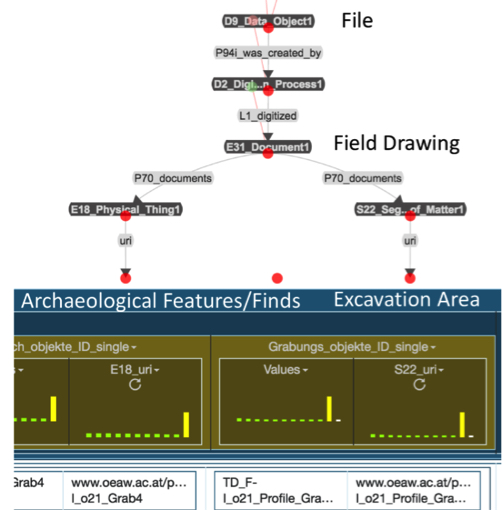 D9_Data_Object1
File
P94i_was_created_by
D2_Digi...n_Process1
L1_digitized
E31_Document1
Field Drawing
P70_documents
P70_documents
E18_Physical_Thing1
S22_Seg...of_Matter1
uri
uri
Archaeological Features/Finds
Excavation Area
ch_objekte_ID_single
Grabungs_objekte_ID_single
E18_uri
Values
S22_uri
Grab4
www.oeaw.ac.at/p...
TD_F-
www.oeaw.ac.at/p...
I_o21_Grab4
I_o21_Profile_Gra...
I_o21_Profile_Gra...